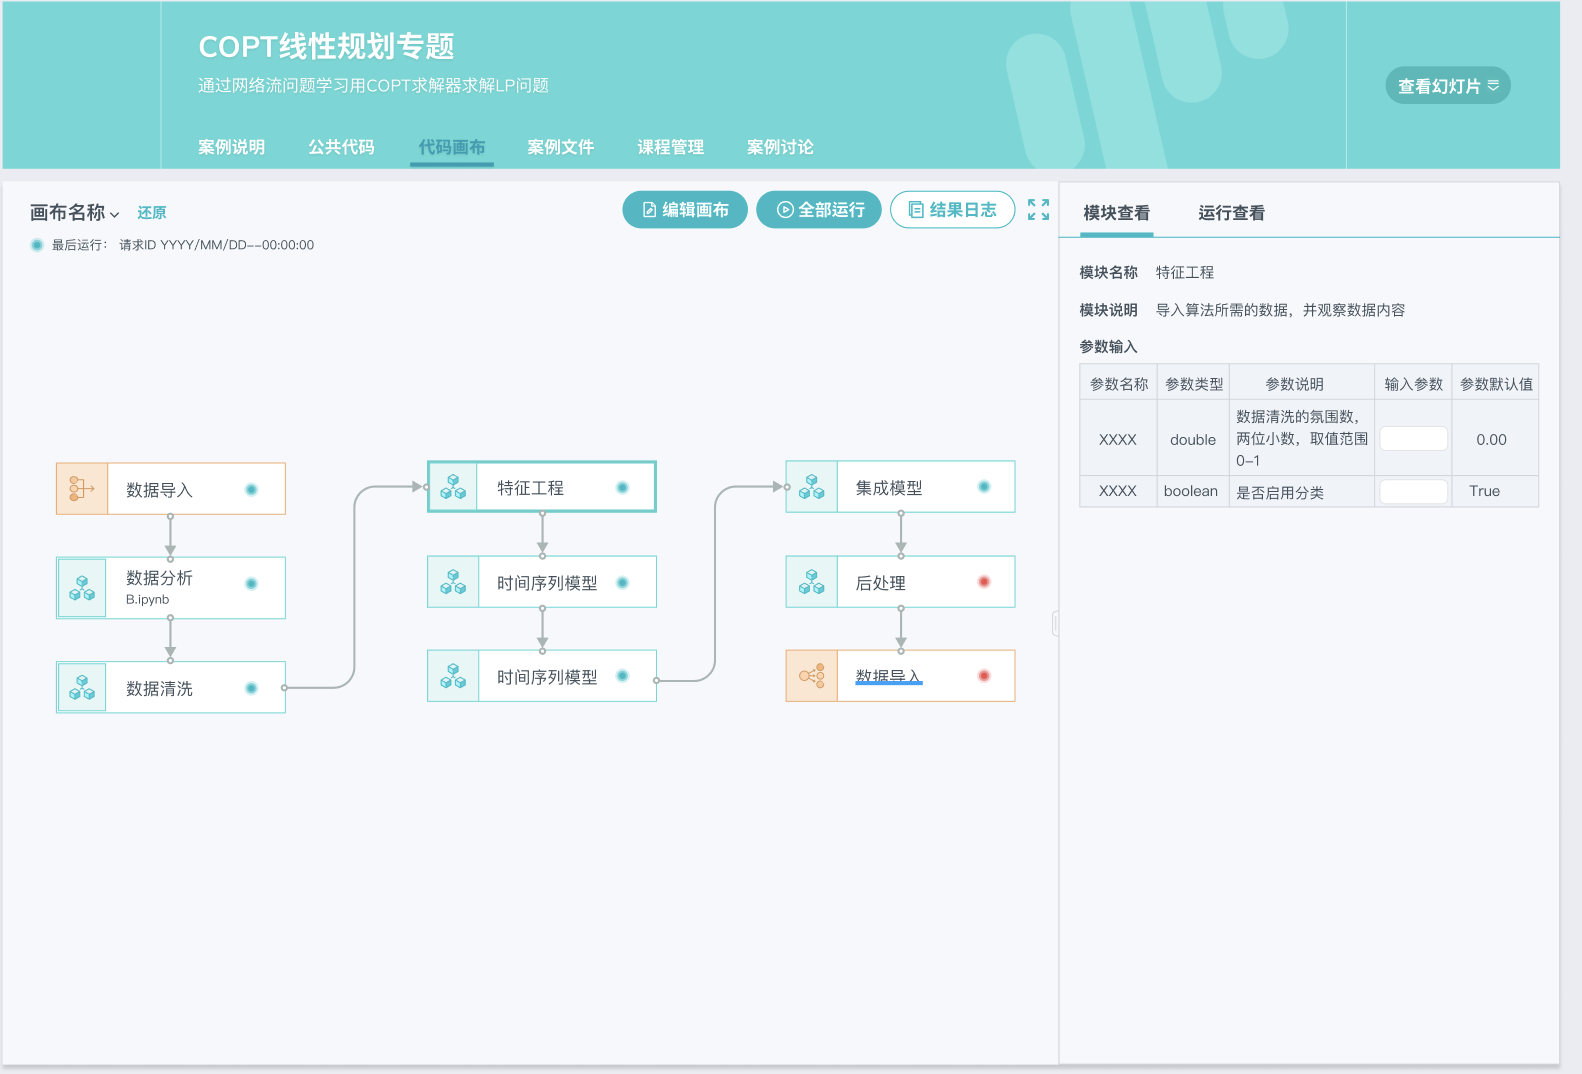 COPT线性规划专题
通过网络流问题学习用COPT求解器求解LP问题
查看幻灯片
案例说明 公共代码 代码画布 案例文件 课程管理 案例讨论
画布名称 还原
编辑画布 全部运行 结果日志
最后运行： 请求ID YYYY/MM/DD--00:00:00
数据导入
数据分析
B.ipynb
数据清洗
特征工程
时间序列模型
时间序列模型
集成模型
后处理
数据导入
模块查看 运行查看
模块名称 特征工程
模块说明 导入算法所需的数据，并观察数据内容
参数输入
参数名称 参数类型 参数说明 输入参数 参数默认值
XXXX double 数据清洗的氛围数，
两位小数，取值范围
0-1 0.00
XXXX boolean 是否启用分类 True